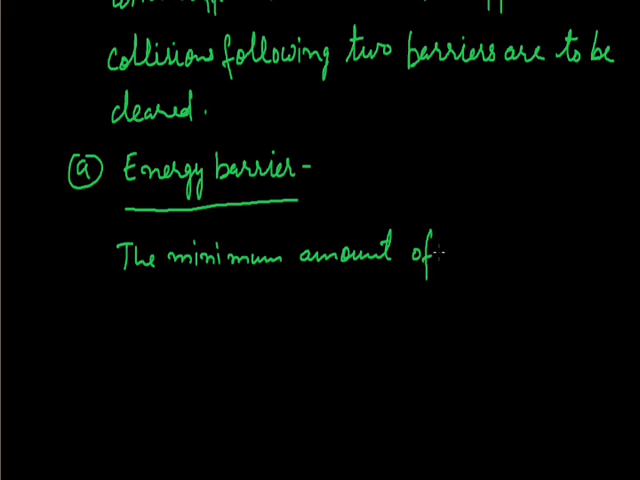 collision following two barriers are to be
cleared.
(a) Energy barrier -
The minimum amount of